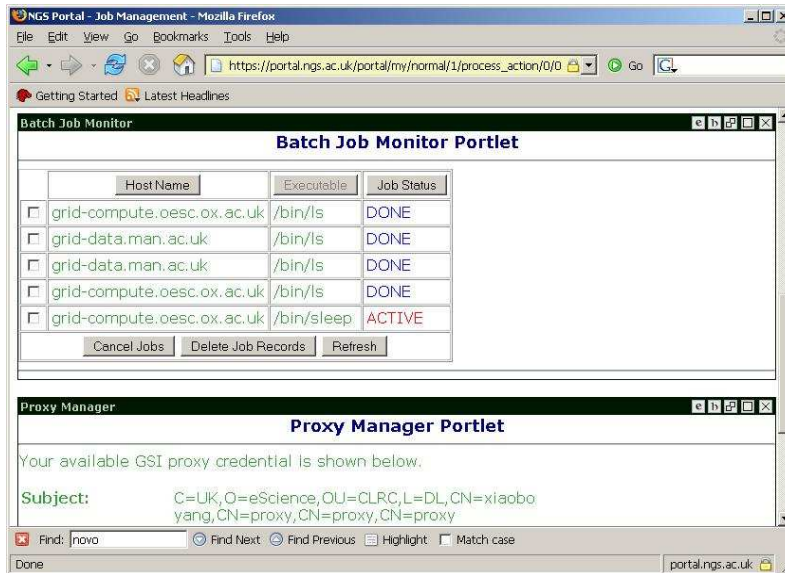 NGS Portal - Job Management - Mozilla Firefox
File Edit View Go Bookmarks Tools Help
https://portal.ngs.ac.uk/portal/my/normal/1/process_action/0/0 Go G
Getting Started Latest Headlines
Batch Job Monitor e h
Batch Job Monitor Portlet
Host Name Executable Job Status
grid-compute.oesc.ox.ac.uk /bin/ls DONE
grid-data.man.ac.uk /bin/ls DONE
grid-data.man.ac.uk /bin/ls DONE
grid-compute.oesc.ox.ac.uk /bin/ls DONE
grid-compute.oesc.ox.ac.uk /bin/sleep ACTIVE
Cancel Jobs Delete Job Records Refresh
Proxy Manager e h
Proxy Manager Portlet
Your available GSI proxy credential is shown below.
Subject: C=UK,O=eScience,OU=CLRC,L=DL,CN=xiaobo
yang,CN=proxy,CN=proxy,CN=proxy
Find: novo Find Next Find Previous Highlight Match case
Done portal.ngs.ac.uk